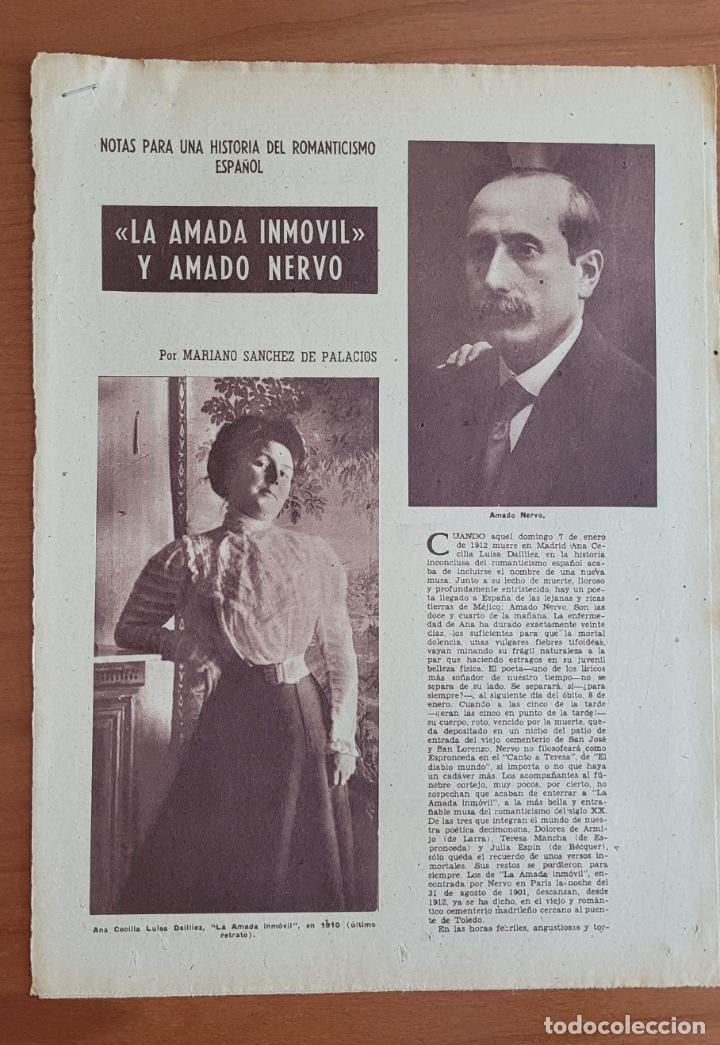 NOTAS PARA UNA HISTORIA DEL ROMANTICISMO
ESPAÑOL
«LA AMADA INMOVIL»
Y AMADO NERVO
Por MARIANO SANCHEZ DE PALACIOS
Ana Cecilia Luisa Dailliez, "La Amada inmóvil", en 1910 (último
retrato).
Amado Nervo.
CUANDO aquel domingo 7 de enero
de 1912 muere en Madrid Ana Ce-
cilia Luisa Dailliez, en la historia
inconclusa del romanticismo español aca-
ba de incluirse el nombre de una nueva
musa. Junto a su lecho de muerte, lloroso
y profundamente entristecido, hay un poe-
ta llegado a España de las lejanas y ricas
tierras de Méjico: Amado Nervo. Son las
doce y cuarto de la mañana. La enferme-
dad de Ana ha durado exactamente veinte
días, los suficientes para que la mortal
dolencia, unas vulgares fiebres tifoideas,
vayan minando su frágil naturaleza a la
par que haciendo estragos en su juvenil
belleza física. El poeta—uno de los líricos
más soñador de nuestro tiempo—no se
separa de su lado. Se separará, sí—¿para
siempre?—, al siguiente día del óbito, 8 de
enero. Cuando a las cinco de la tarde
—¡eran las cinco en punto de la tarde!—
su cuerpo, roto, vencido por la muerte, que-
da depositado en un nicho del patio de
entrada del viejo cementerio de San José
y San Lorenzo. Nervo no filosofeará como
Espronceda en el "Canto a Teresa", de "El
diablo mundo", si importa o no que haya
un cadáver más. Los acompañantes al fú-
nebre cortejo, muy pocos, por cierto, no
sospechan que acaban de enterrar a "La
Amada inmóvil", a la más bella y entra-
ñable musa del romanticismo del siglo XX.
De las tres que integran el mundo de nues-
tra poética decimonona, Dolores de Armi-
jo (de Larra), Teresa Mancha (de Es-
pronceda) y Julia Espín (de Bécquer),
sólo queda el recuerdo de unos versos in-
mortales. Sus restos se perdieron para
siempre. Los de "La Amada inmóvil", en-
contrada por Nervo en París la noche del
31 de agosto de 1901, descansan, desde
1912, ya se ha dicho, en el viejo y román-
tico cementerio madrileño cercano al puen-
te de Toledo.
En las horas febriles, angustiosas y tor-
todocoleccion.net